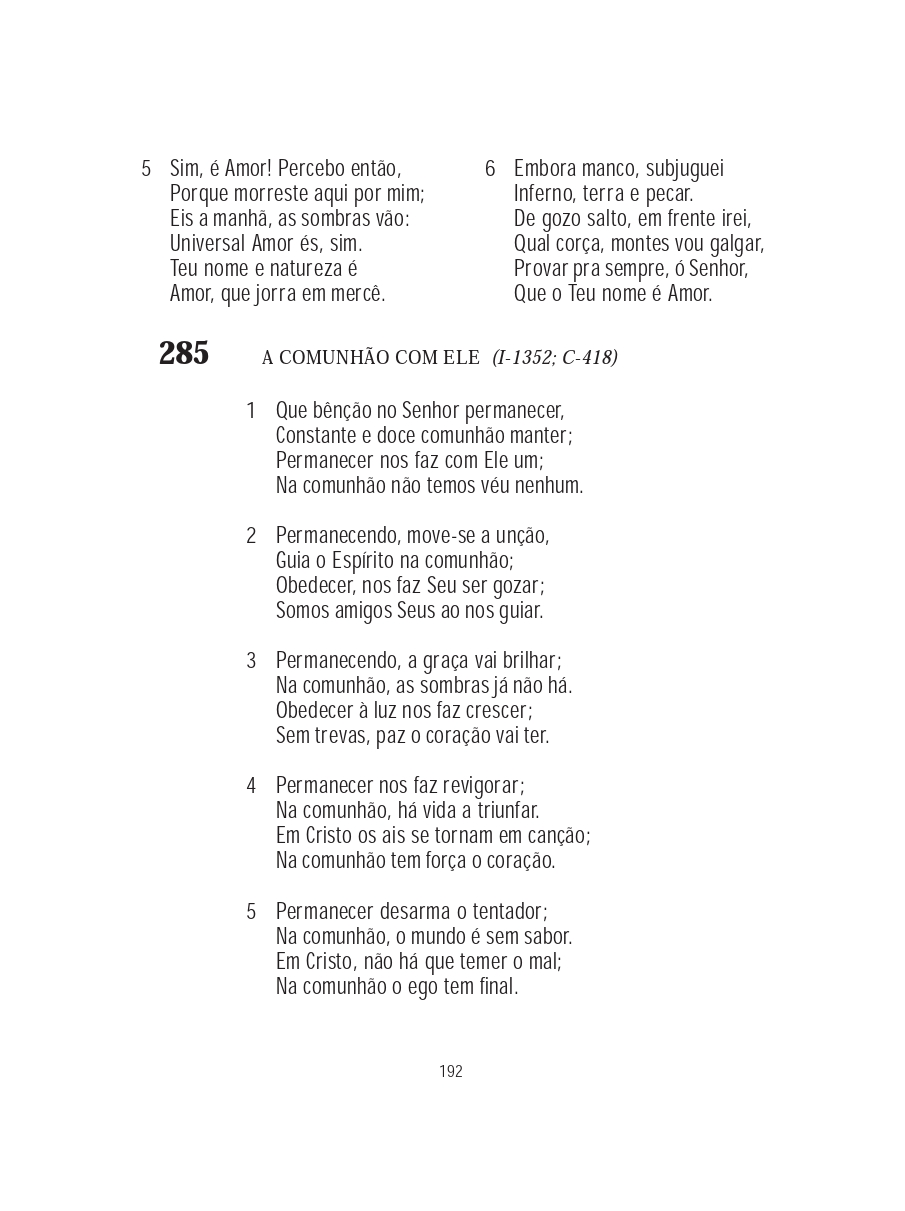 5 Sim, é Amor! Percebo então,
Porque morreste aqui por mim;
Eis a manhã, as sombras vão:
Universal Amor és, sim.
Teu nome e natureza é
Amor, que jorra em mercê.
6 Embora manco, subjuguei
Inferno, terra e pecar.
De gozo salto, em frente irei,
Qual corça, montes vou galgar,
Provar pra sempre, ó Senhor,
Que o Teu nome é Amor.
285 A COMUNHÃO COM ELE (I-1352; C-418)
1 Que bênção no Senhor permanecer,
Constante e doce comunhão manter;
Permanecer nos faz com Ele um;
Na comunhão não temos véu nenhum.
2 Permanecendo, move-se a unção,
Guia o Espírito na comunhão;
Obedecer, nos faz Seu ser gozar;
Somos amigos Seus ao nos guiar.
3 Permanecendo, a graça vai brilhar;
Na comunhão, as sombras já não há.
Obedecer à luz nos faz crescer;
Sem trevas, paz o coração vai ter.
4 Permanecer nos faz revigorar;
Na comunhão, há vida a triunfar.
Em Cristo os ais se tornam em canção;
Na comunhão tem força o coração.
5 Permanecer desarma o tentador;
Na comunhão, o mundo é sem sabor.
Em Cristo, não há que temer o mal;
Na comunhão o ego tem final.
192